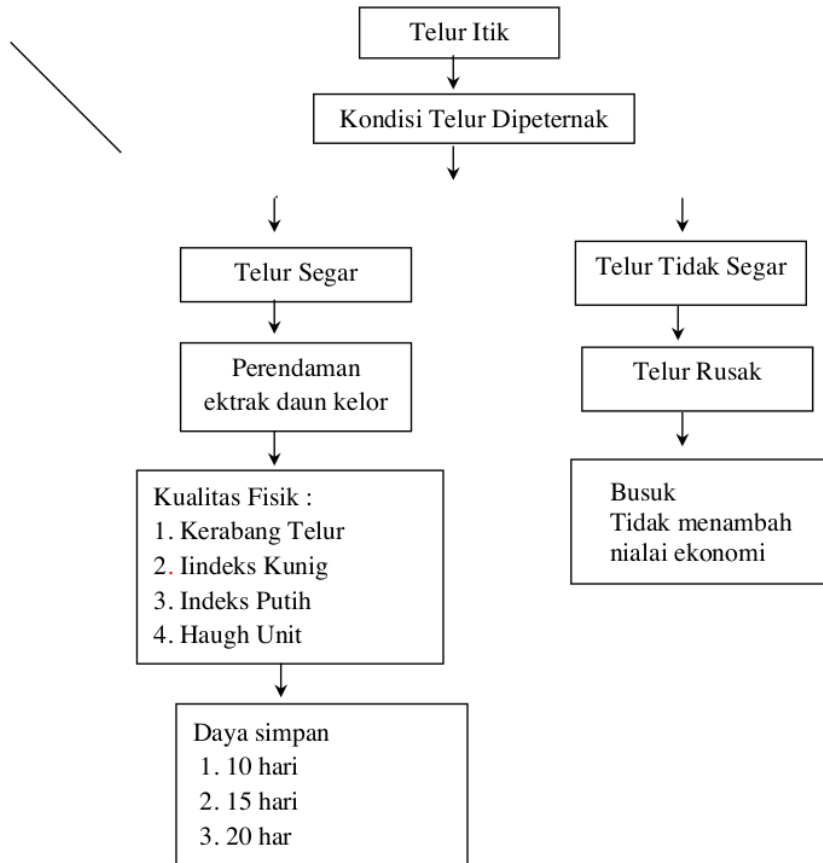 Telur Itik
Kondisi Telur Dipeternak
Telur Segar
Telur Tidak Segar
Perendaman
ektrak daun kelor
Telur Rusak
Kualitas Fisik :
1. Kerabang Telur
2. Iindeks Kunig
3. Indeks Putih
4. Haugh Unit
Busuk
Tidak menambah
nialai ekonomi
Daya simpan
1. 10 hari
2. 15 hari
3. 20 har